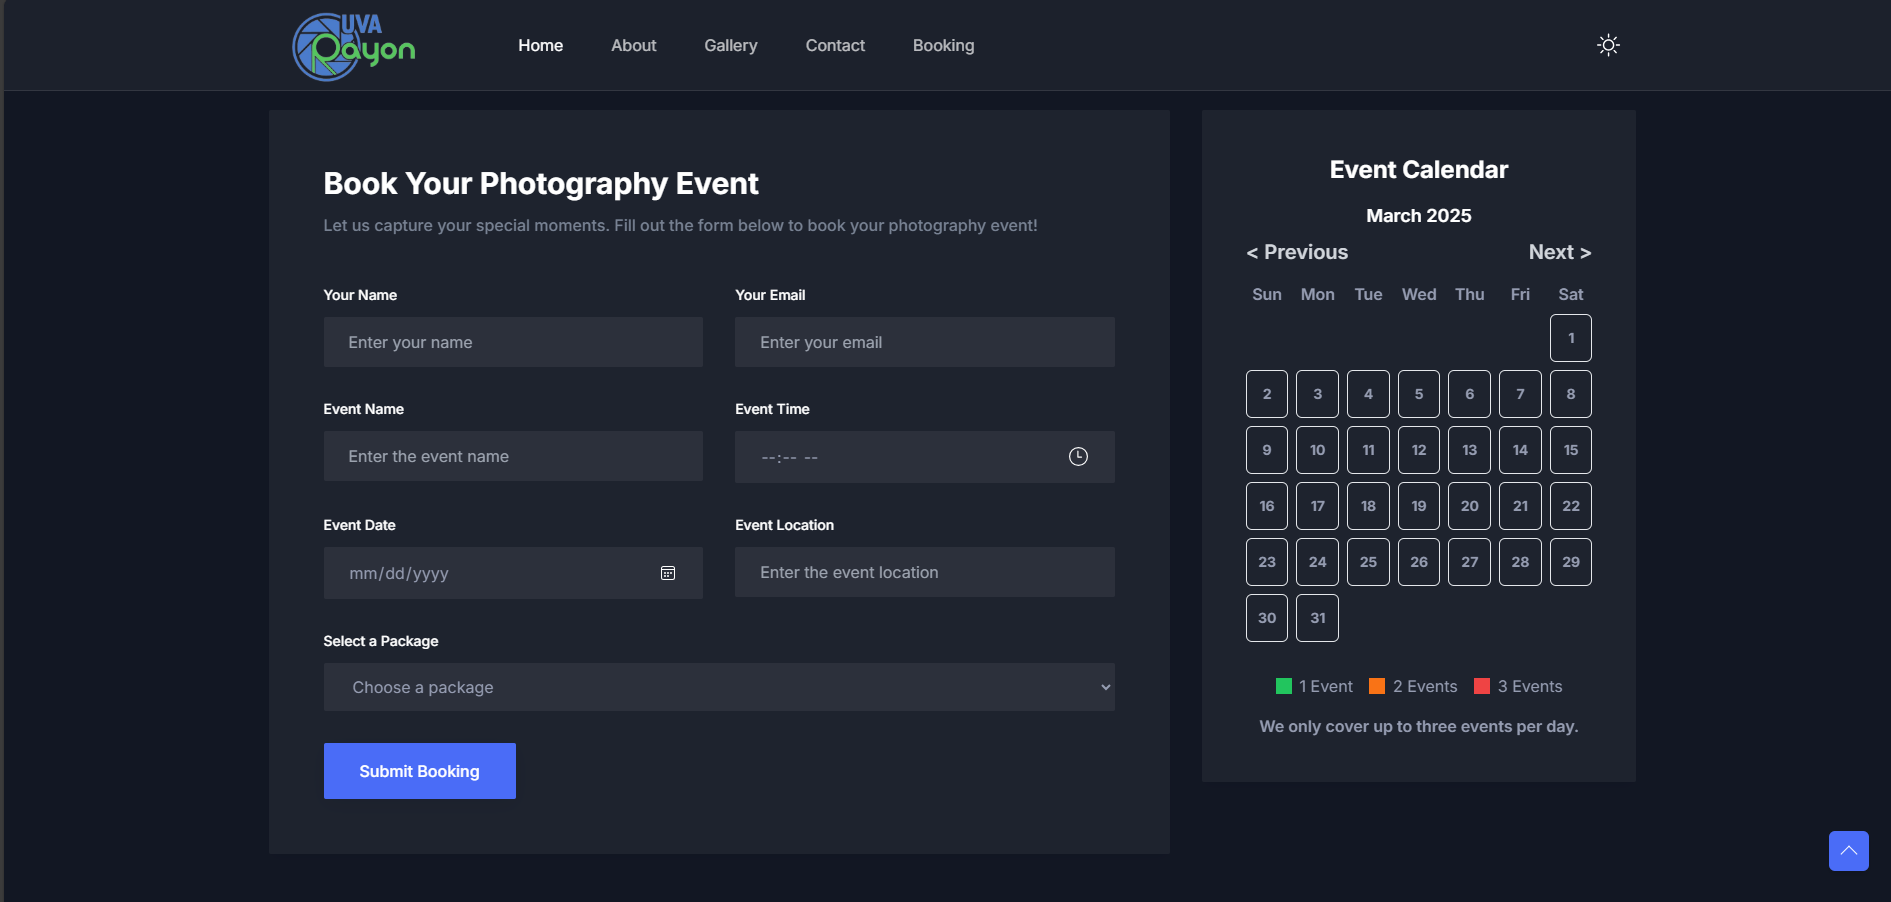 UVA
Rayon
Home About Gallery Contact Booking
Book Your Photography Event
Let us capture your special moments. Fill out the form below to book your photography event!
Your Name
Enter your name
Your Email
Enter your email
Event Name
Enter the event name
Event Time
--:-- --
Event Date
mm/dd/yyyy
Event Location
Enter the event location
Select a Package
Choose a package
Submit Booking
Event Calendar
March 2025
< Previous Next >
Sun Mon Tue Wed Thu Fri Sat
1
2 3 4 5 6 7 8
9 10 11 12 13 14 15
16 17 18 19 20 21 22
23 24 25 26 27 28 29
30 31
1 Event 2 Events 3 Events
We only cover up to three events per day.